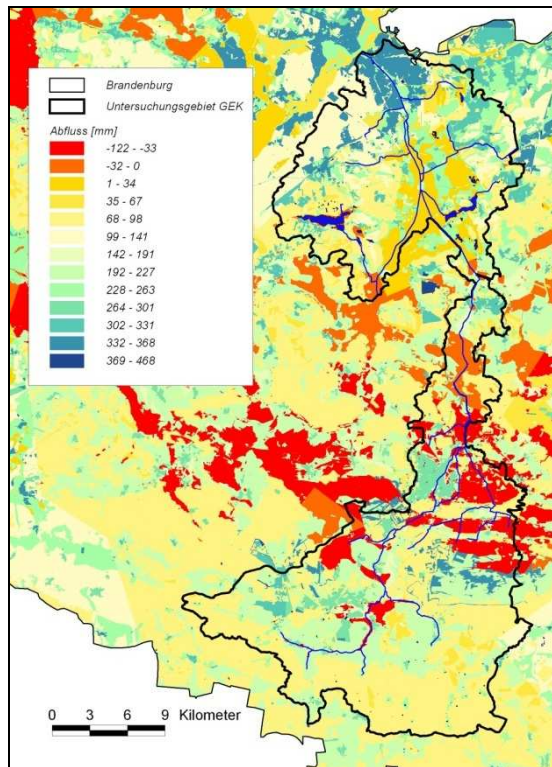 Brandenburg
Untersuchungsgebiet GEK
Abfluss [mm]
-122 - -33
-32 - 0
1 - 34
35 - 67
68 - 98
99 - 141
142 - 191
192 - 227
228 - 263
264 - 301
302 - 331
332 - 368
369 - 468
0 3 6 9 Kilometer